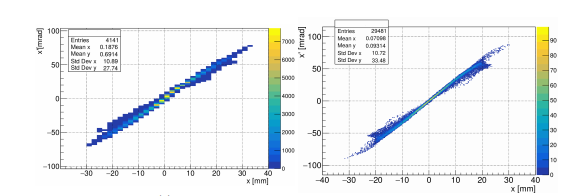 x'[mrad]
Entries 4141
Mean x 0.1876
Mean y 0.6914
Std Dev x 10.89
Std Dev y 27.74
100
50
0
−50
−100
−40 −30 −20 −10 0 10 20 30 40
x [mm]
7000
6000
5000
4000
3000
2000
1000
0
x' [mrad]
Entries 29481
Mean x 0.07096
Mean y 0.09314
Std Dev x 10.72
Std Dev y 33.48
100
50
0
−50
−100
−40 −30 −20 −10 0 10 20 30 40
x [mm]
90
80
70
60
50
40
30
20
10
0